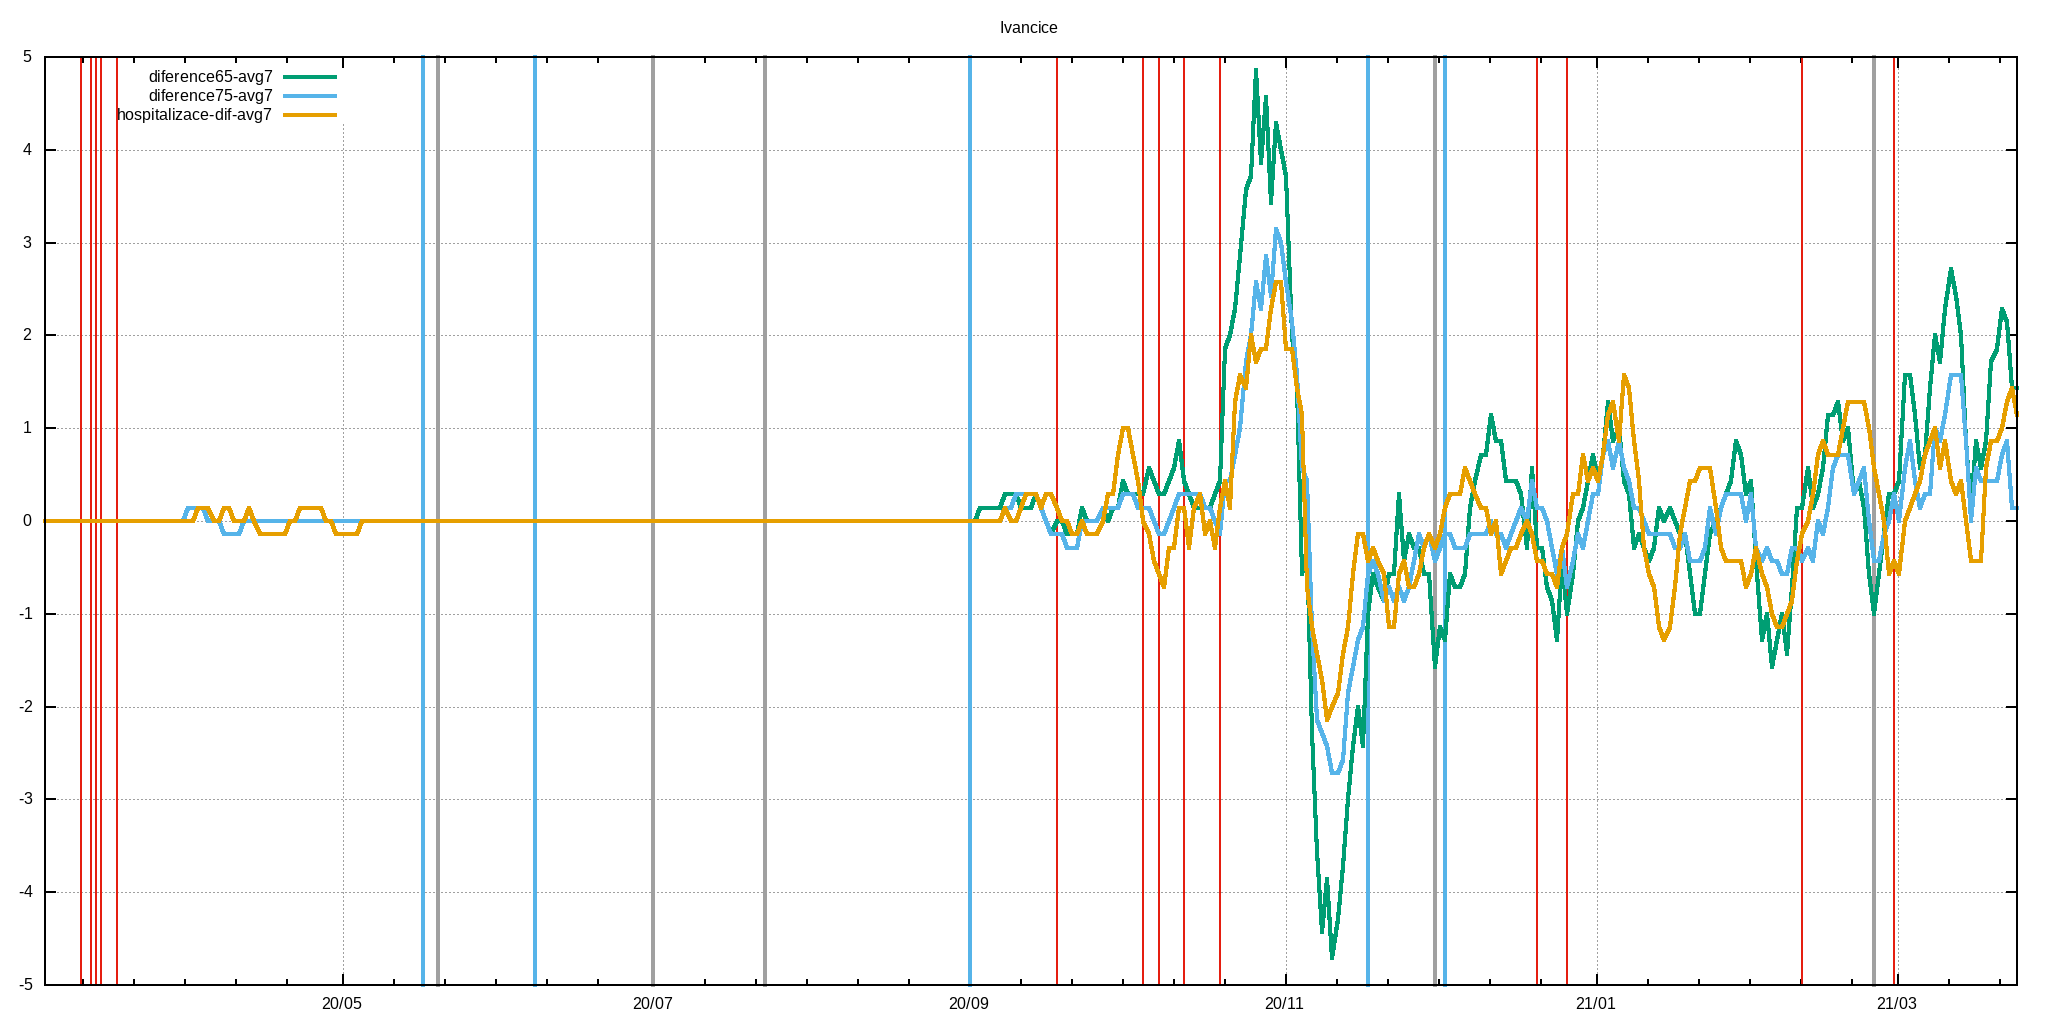 Ivancice
5
diference65-avg7
diference75-avg7
hospitalizace-dif-avg7
4
3
2
1
0
-1
-2
-3
-4
-5
20/05 20/07 20/09 20/11 21/01 21/03